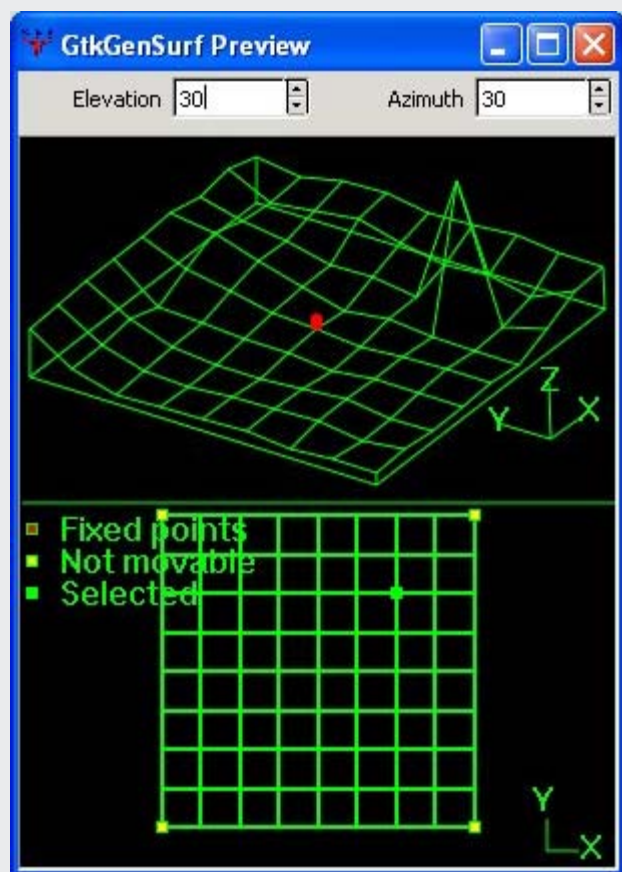 GtkGenSurf Preview
Elevation 30 Azimuth 30
Z
Y X
Fixed points
Not movable
Selected
Y
X